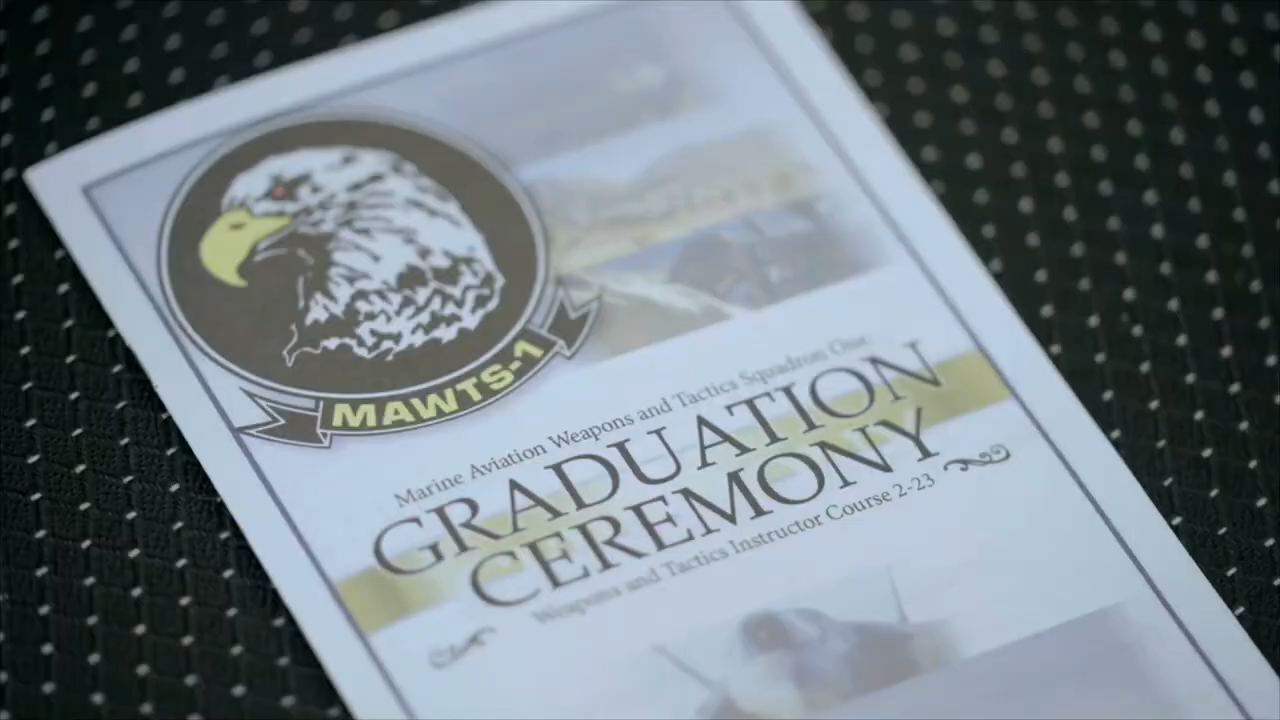 MAWTS-1
Marine Aviation Weapons and Tactics Squadron One
GRADUATION
CEREMONY
Weapons and Tactics Instructor Course 2-23